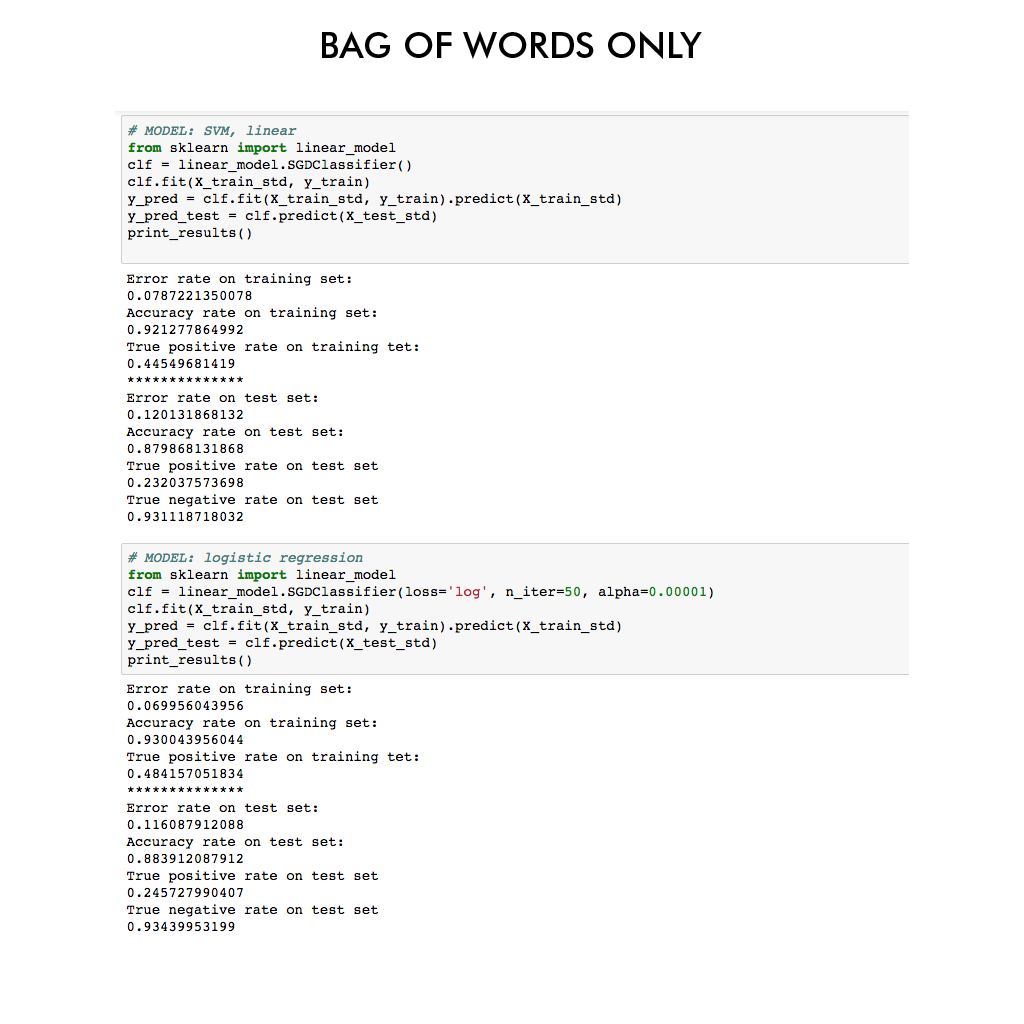 BAG OF WORDS ONLY
# MODEL: SVM, linear
from sklearn import linear_model
clf = linear_model.SGDClassifier()
clf.fit(X_train_std, y_train)
y_pred = clf.fit(X_train_std, y_train).predict(X_train_std)
y_pred_test = clf.predict(X_test_std)
print_results()
Error rate on training set:
0.0787221350078
Accuracy rate on training set:
0.921277864992
True positive rate on training tet:
0.44549681419
**************
Error rate on test set:
0.120131868132
Accuracy rate on test set:
0.879868131868
True positive rate on test set
0.232037573698
True negative rate on test set
0.931118718032
# MODEL: logistic regression
from sklearn import linear_model
clf = linear_model.SGDClassifier(loss='log', n_iter=50, alpha=0.00001)
clf.fit(X_train_std, y_train)
y_pred = clf.fit(X_train_std, y_train).predict(X_train_std)
y_pred_test = clf.predict(X_test_std)
print_results()
Error rate on training set:
0.069956043956
Accuracy rate on training set:
0.930043956044
True positive rate on training tet:
0.484157051834
**************
Error rate on test set:
0.116087912088
Accuracy rate on test set:
0.883912087912
True positive rate on test set
0.245727990407
True negative rate on test set
0.93439953199